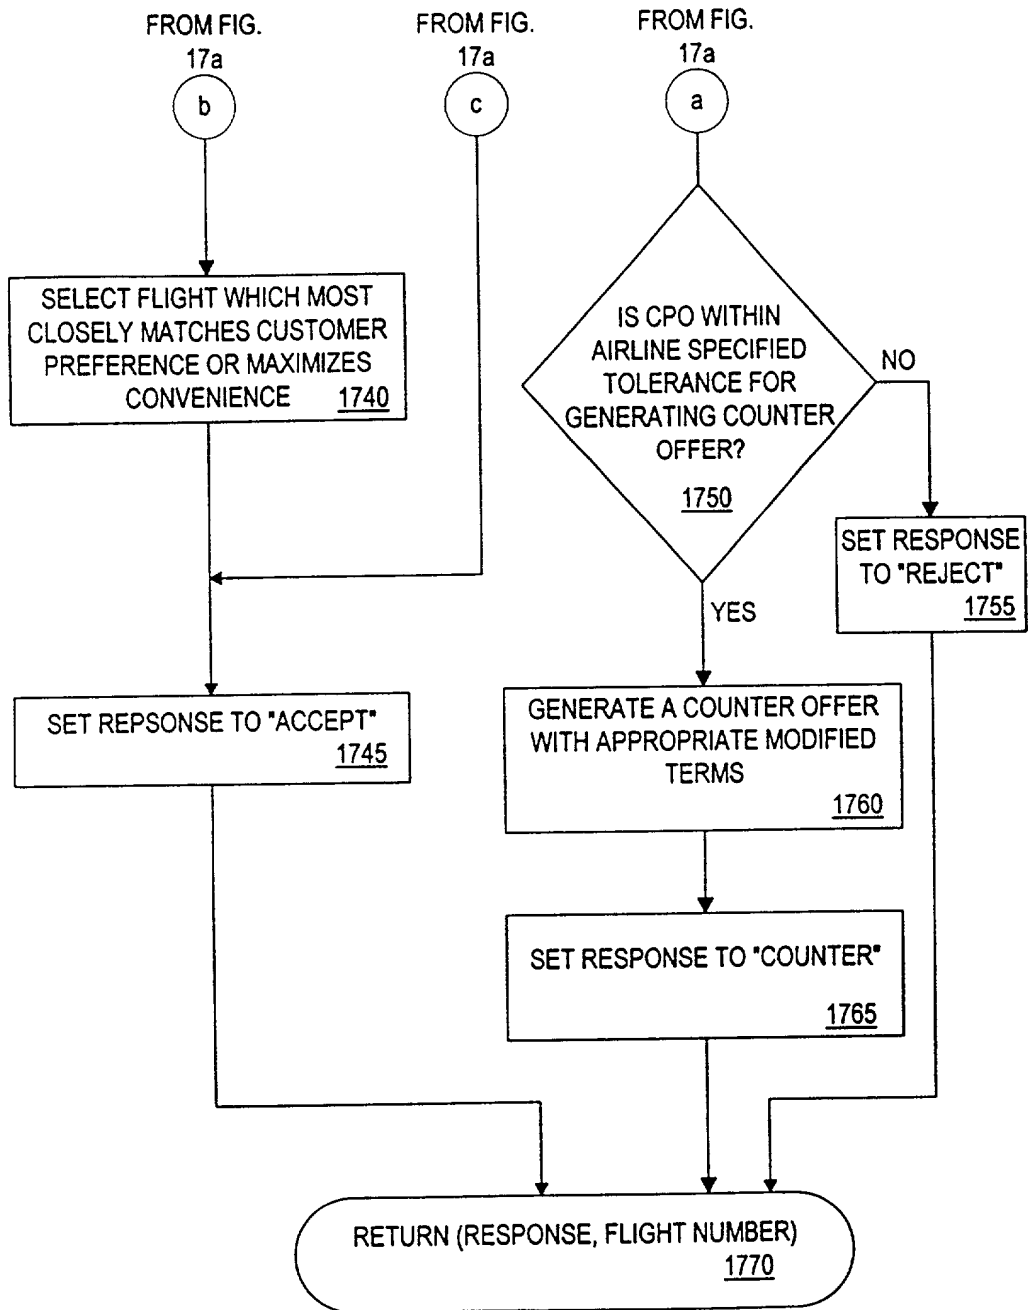 FROM FIG.
17a
b
FROM FIG.
17a
c
FROM FIG.
17a
a
SELECT FLIGHT WHICH MOST
CLOSELY MATCHES CUSTOMER
PREFERENCE OR MAXIMIZES
CONVENIENCE 1740
IS CPO WITHIN
AIRLINE SPECIFIED
TOLERANCE FOR
GENERATING COUNTER
OFFER?
1750
NO
SET RESPONSE
TO "REJECT"
1755
YES
SET REPSONSE TO "ACCEPT"
1745
GENERATE A COUNTER OFFER
WITH APPROPRIATE MODIFIED
TERMS
1760
SET RESPONSE TO "COUNTER"
1765
RETURN (RESPONSE, FLIGHT NUMBER)
1770